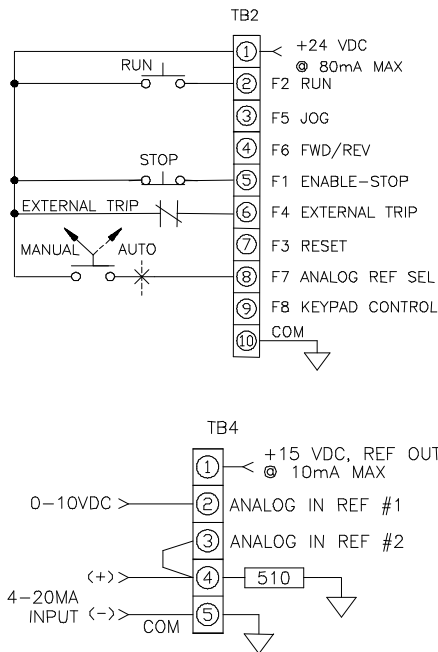 TB2
① +24 VDC
@ 80mA MAX
RUN
② F2 RUN
③ F5 JOG
④ F6 FWD/REV
STOP
⑤ F1 ENABLE-STOP
EXTERNAL TRIP
⑥ F4 EXTERNAL TRIP
⑦ F3 RESET
MANUAL AUTO
⑧ F7 ANALOG REF SEL
⑨ F8 KEYPAD CONTROL
⑩ COM
TB4
① +15 VDC, REF OUT
@ 10mA MAX
0-10VDC ② ANALOG IN REF #1
③ ANALOG IN REF #2
(+) ④ 510
4-20MA
INPUT (-) COM ⑤